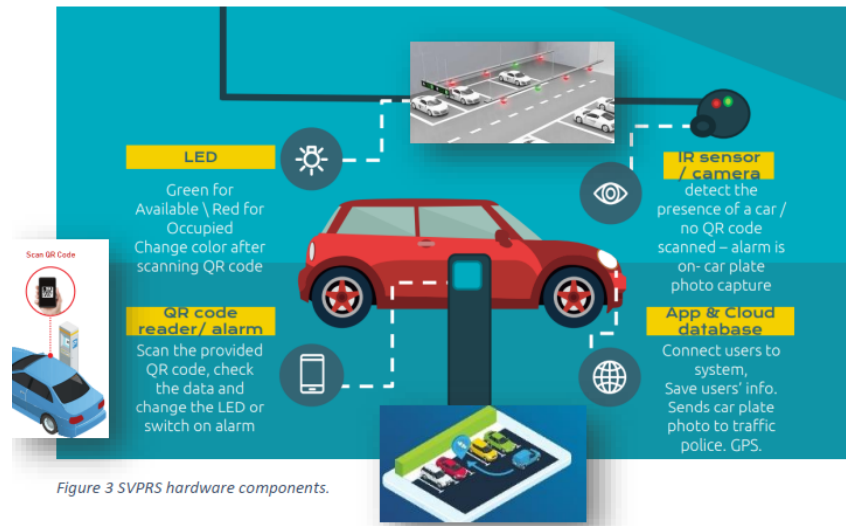 LED
Green for
Available \ Red for
Occupied
Change color after
scanning QR code
IR sensor
/ camera
detect the
presence of a car /
no QR code
scanned – alarm is
on- car plate
photo capture
Scan QR Code
QR code
reader/ alarm
Scan the provided
QR code, check
the data and
change the LED or
switch on alarm
App & Cloud
database
Connect users to
system,
Save users' info.
Sends car plate
photo to traffic
police. GPS.
Figure 3 SVPRS hardware components.